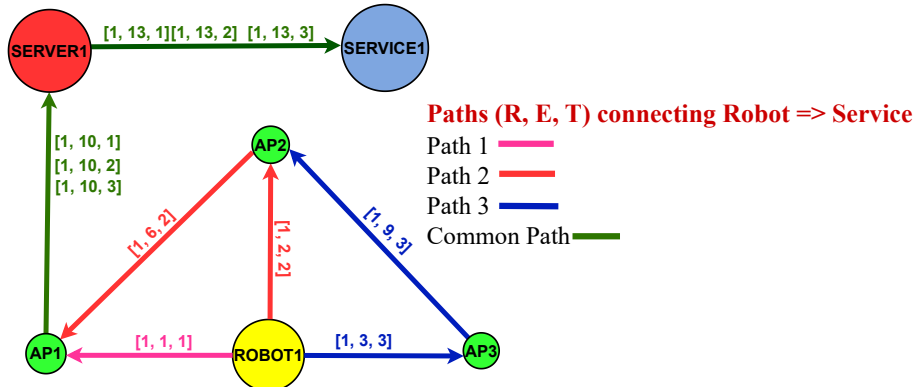 [1, 13, 1][1, 13, 2] [1, 13, 3]
SERVER1
SERVICE1
Paths (R, E, T) connecting Robot => Service
[1, 10, 1]
[1, 10, 2]
[1, 10, 3]
AP2
Path 1
Path 2
Path 3
Common Path
[1, 6, 2]
[1, 2, 2]
[1, 9, 3]
[1, 1, 1]
[1, 3, 3]
AP1
ROBOT1
AP3